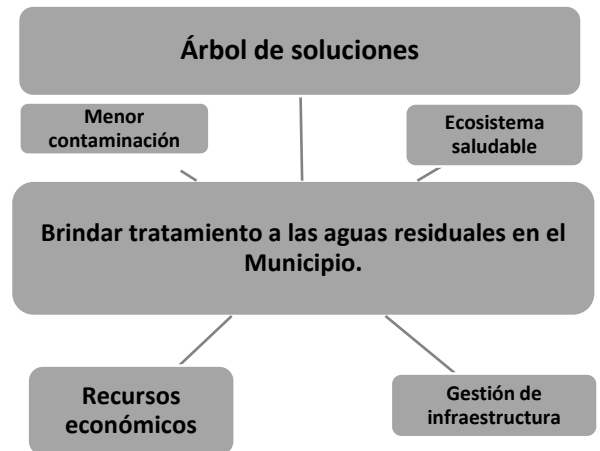 Árbol de soluciones
Menor
contaminación
Ecosistema
saludable
Brindar tratamiento a las aguas residuales en el
Municipio.
Recursos
económicos
Gestión de
infraestructura